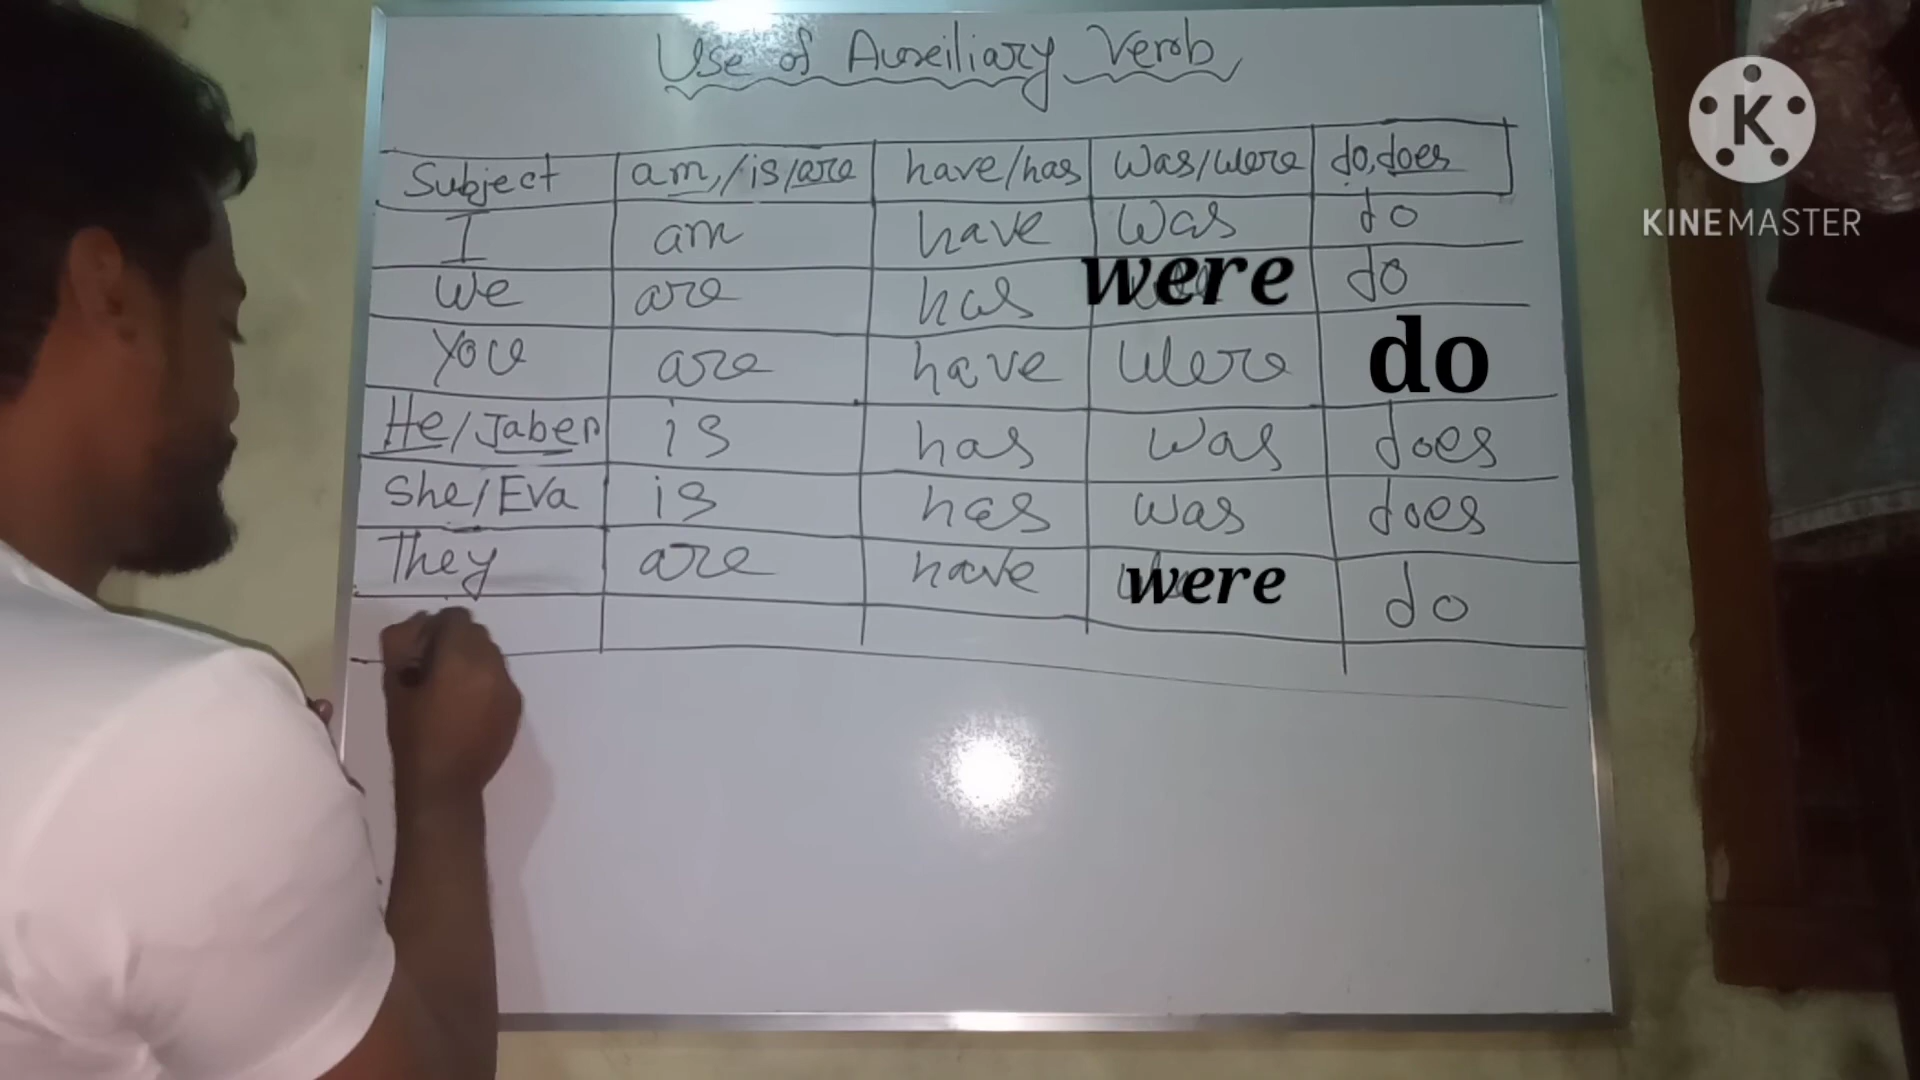 Use of Auxiliary Verb
Subject am,/is/are have/has was/were do,does
I am have was do
We are has were do
You are have were do
He/Jaber is has was does
She/Eva is has was does
They are have were do
K
KINEMASTER